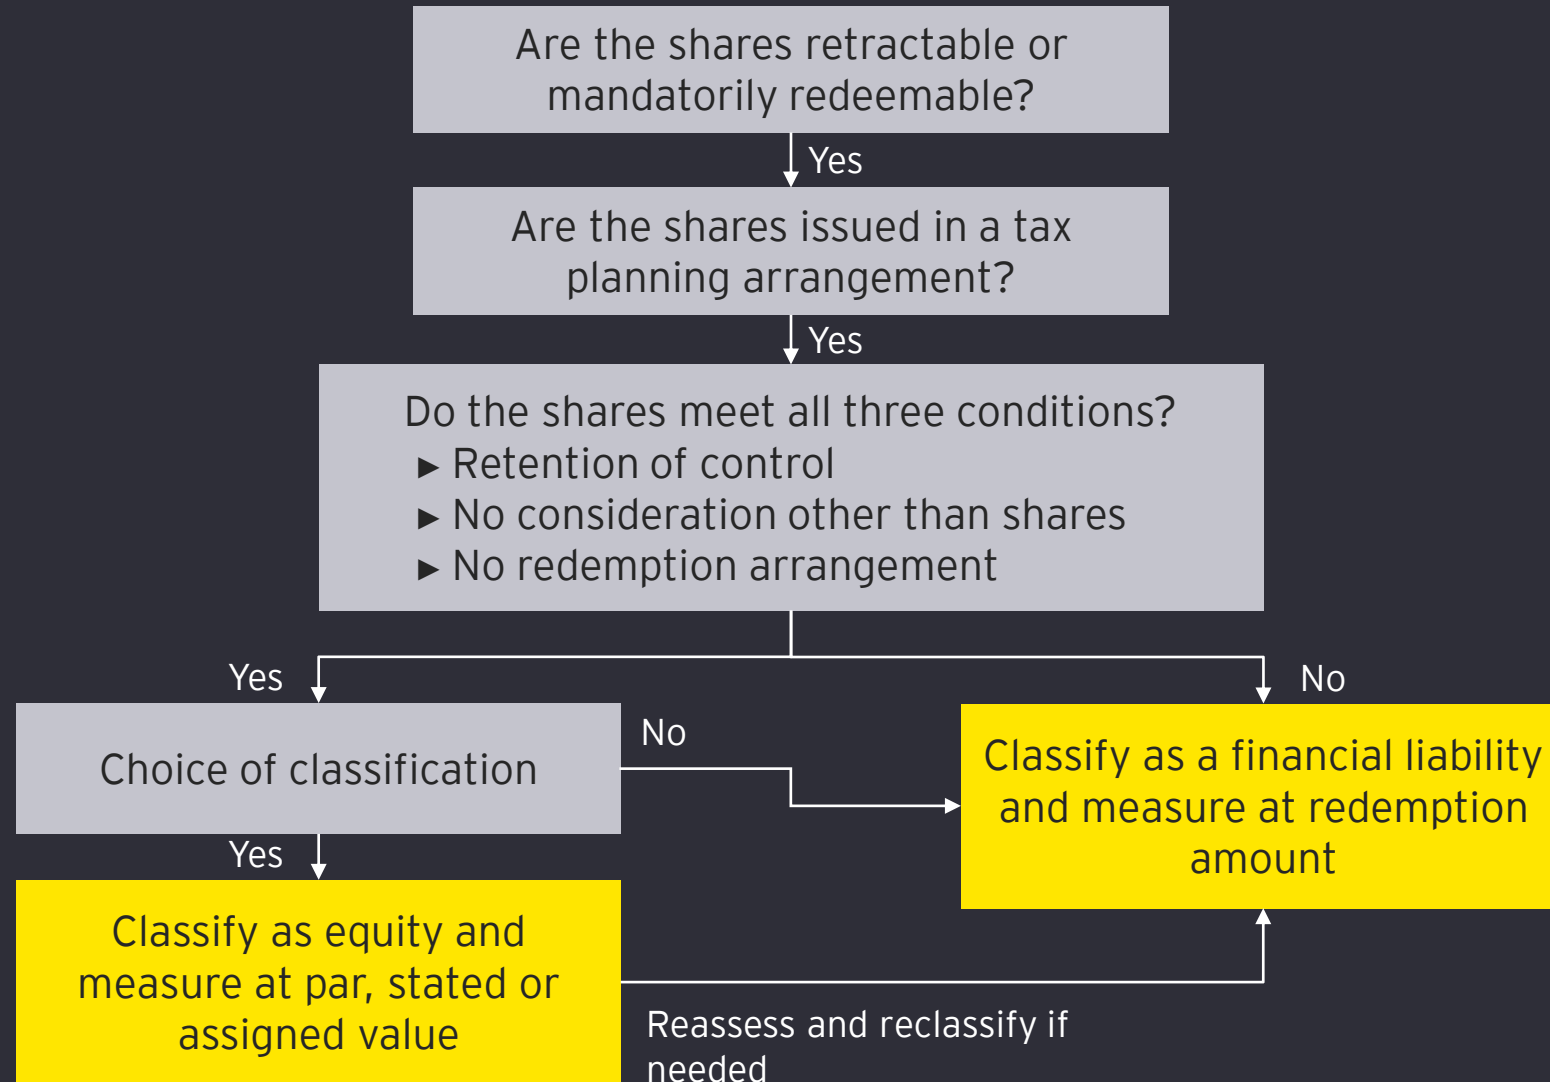 Are the shares retractable or
mandatorily redeemable?
Yes
Are the shares issued in a tax
planning arrangement?
Yes
Do the shares meet all three conditions?
► Retention of control
► No consideration other than shares
► No redemption arrangement
Yes
No
Choice of classification
No
Classify as a financial liability
and measure at redemption
amount
Yes
Classify as equity and
measure at par, stated or
assigned value
Reassess and reclassify if
needed